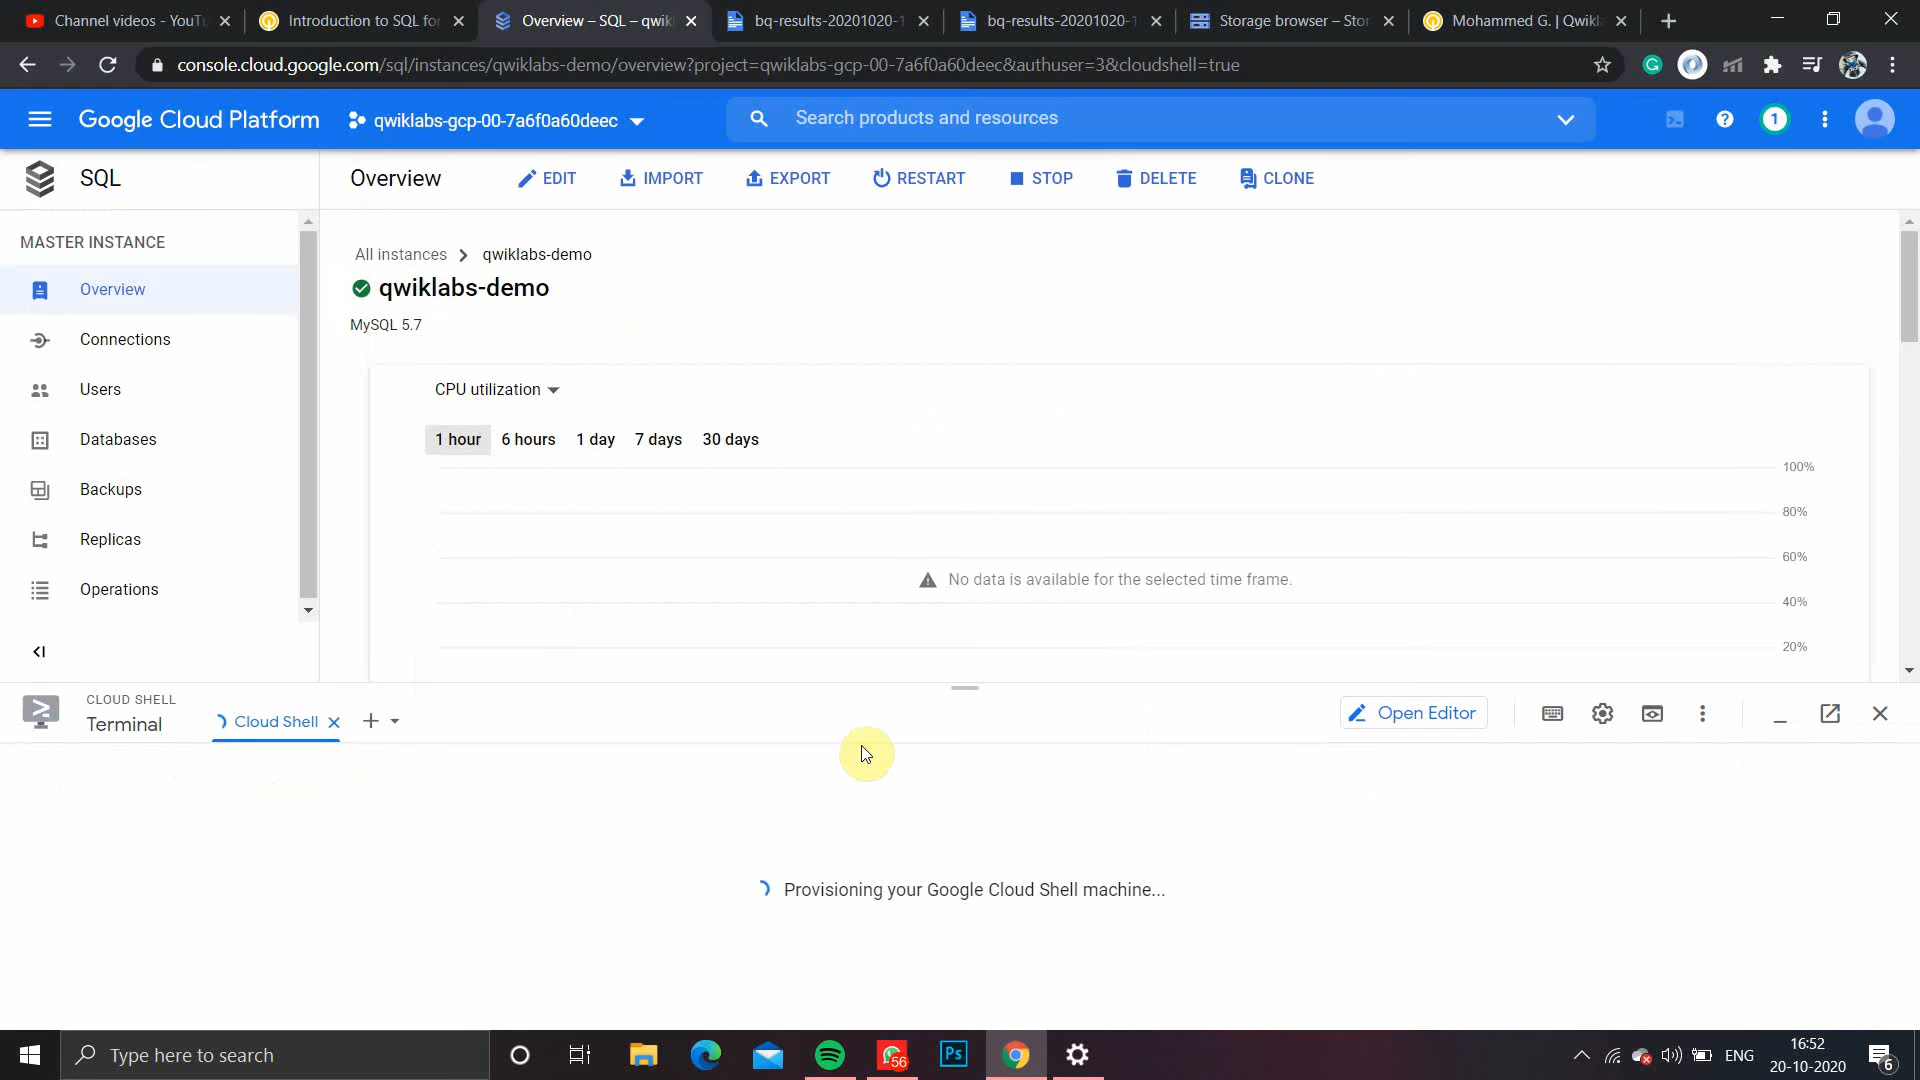 Channel videos - YouTu
Introduction to SQL for
Overview – SQL – qwik
bq-results-20201020-1
bq-results-20201020-1
Storage browser – Stor
Mohammed G. | Qwikla
console.cloud.google.com/sql/instances/qwiklabs-demo/overview?project=qwiklabs-gcp-00-7a6f0a60deec&authuser=3&cloudshell=true
Google Cloud Platform
qwiklabs-gcp-00-7a6f0a60deec
Search products and resources
1
SQL
Overview
EDIT
IMPORT
EXPORT
RESTART
STOP
DELETE
CLONE
MASTER INSTANCE
Overview
Connections
Users
Databases
Backups
Replicas
Operations
All instances
qwiklabs-demo
qwiklabs-demo
MySQL 5.7
CPU utilization
1 hour
6 hours
1 day
7 days
30 days
100%
80%
60%
No data is available for the selected time frame.
40%
20%
CLOUD SHELL
Terminal
Cloud Shell
Open Editor
Provisioning your Google Cloud Shell machine...
Type here to search
56
Ps
ENG
16:52
20-10-2020
6